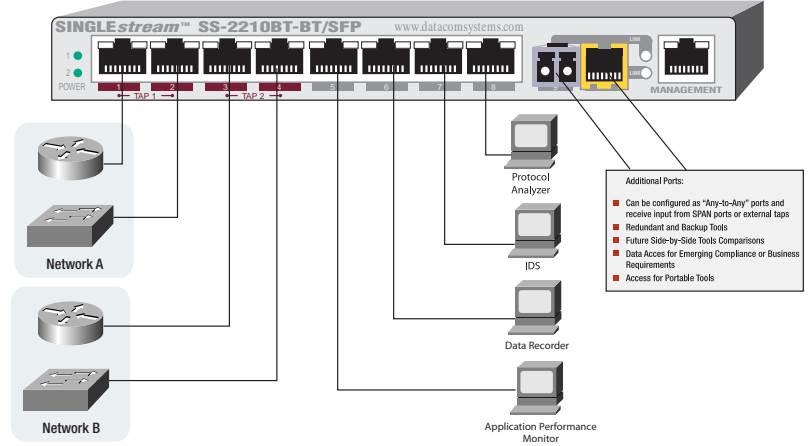 SINGLEstream™ SS-2210BT-BT/SFP
www.datacomsystems.com
LINK
LINK
1
2
POWER
1 2 3 4 5 6 7 8 9
TAP 1
TAP 2
MANAGEMENT
Network A
Network B
Protocol
Analyzer
IDS
Data Recorder
Application Performance
Monitor
Additional Ports:
Can be configured as “Any-to-Any” ports and
receive input from SPAN ports or external taps
Redundant and Backup Tools
Future Side-by-Side Tools Comparisons
Data Acces for Emerging Compliance or Business
Requirements
Access for Portable Tools